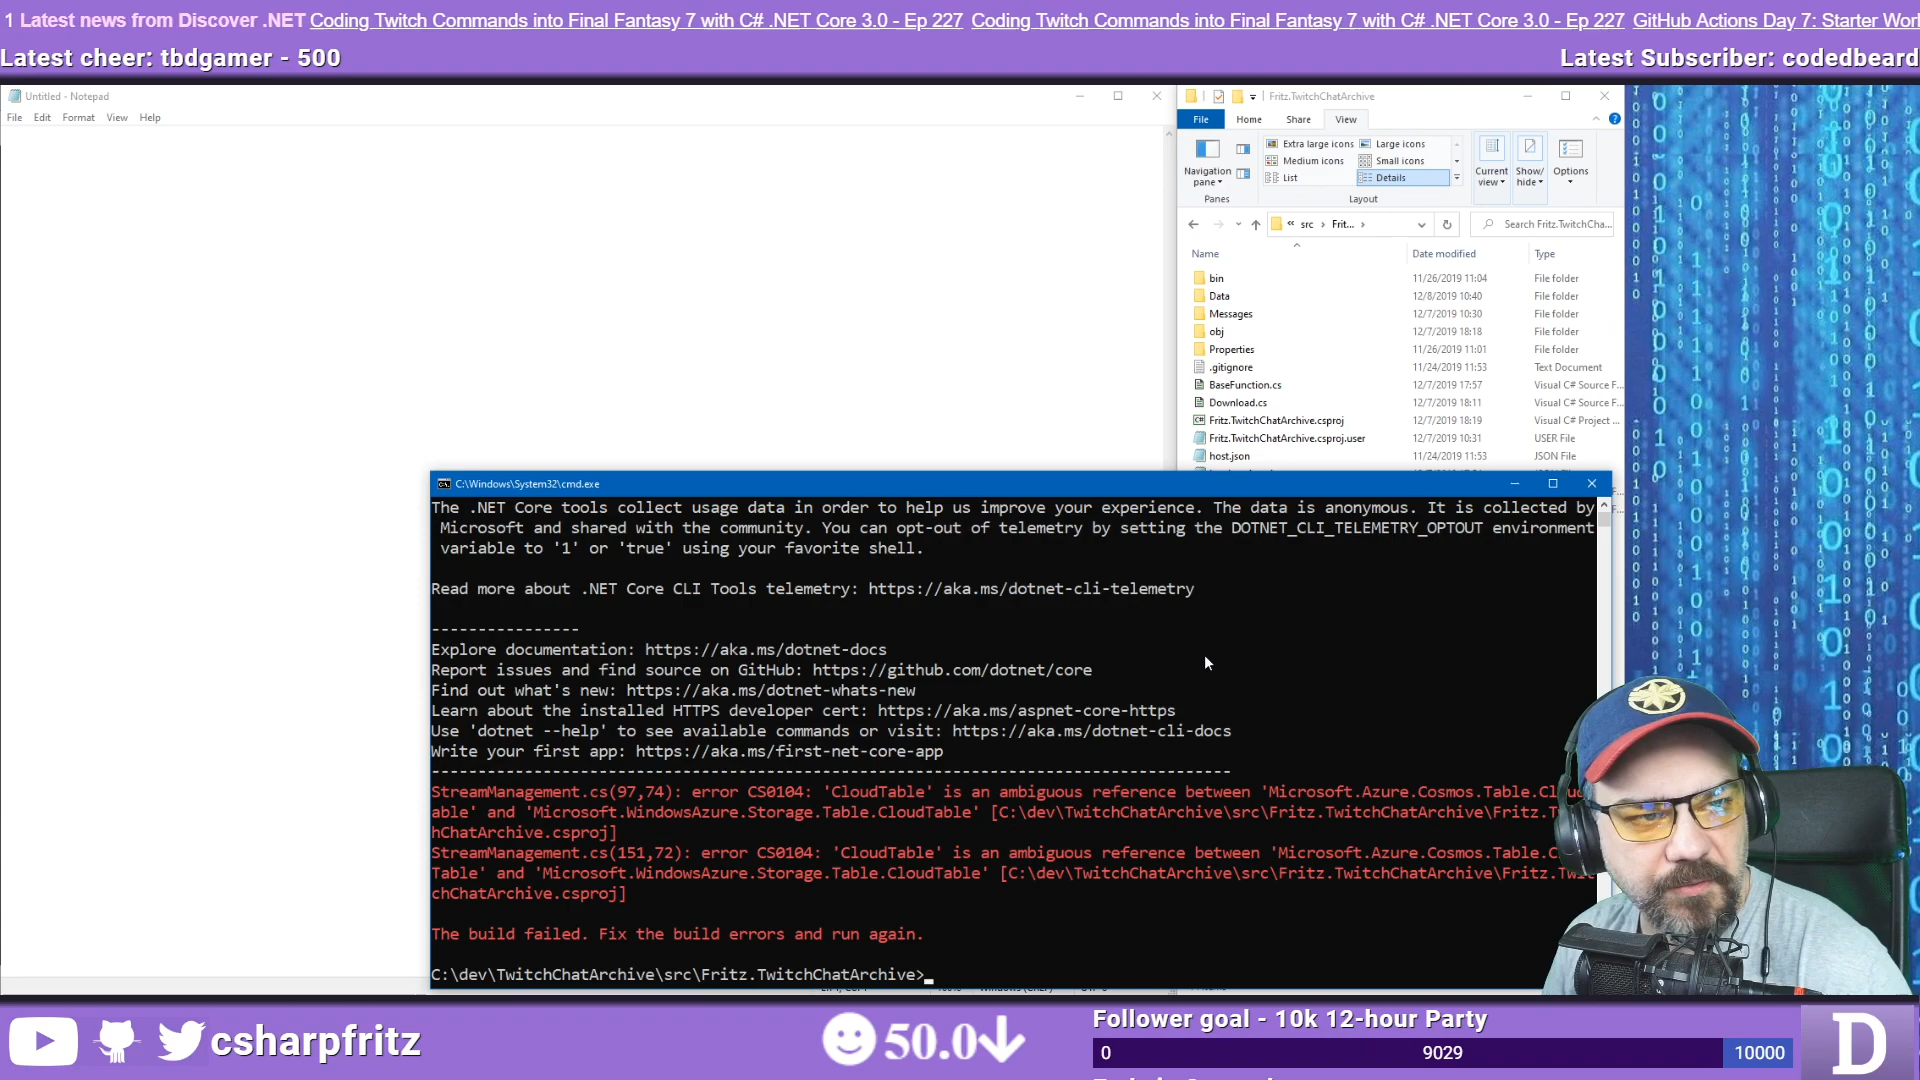 1 Latest news from Discover .NET Coding Twitch Commands into Final Fantasy 7 with C# .NET Core 3.0 - Ep 227 Coding Twitch Commands into Final Fantasy 7 with C# .NET Core 3.0 - Ep 227 GitHub Actions Day 7: Starter
Latest cheer: tbdgamer - 500
Latest Subscriber: codedbeard
Untitled - Notepad
File Edit Format View Help
Fritz.TwitchChatArchive
File Home Share View
Navigation pane
Extra large icons Large icons
Medium icons Small icons
List Details
Current view
Show/ hide
Options
Panes
Layout
« src › Frit... ›
Search Fritz.TwitchCha...
Name Date modified Type
bin 11/26/2019 11:04 File folder
Data 12/8/2019 10:40 File folder
Messages 12/7/2019 10:30 File folder
obj 12/7/2019 18:18 File folder
Properties 11/26/2019 11:01 File folder
.gitignore 11/24/2019 11:53 Text Document
BaseFunction.cs 12/7/2019 17:57 Visual C# Source F...
Download.cs 12/7/2019 18:11 Visual C# Source F...
Fritz.TwitchChatArchive.csproj 12/7/2019 18:19 Visual C# Project ...
Fritz.TwitchChatArchive.csproj.user 12/7/2019 10:31 USER File
host.json 11/24/2019 11:53 JSON File
C:\Windows\System32\cmd.exe
The .NET Core tools collect usage data in order to help us improve your experience. The data is anonymous. It is collected by
Microsoft and shared with the community. You can opt-out of telemetry by setting the DOTNET_CLI_TELEMETRY_OPTOUT environment
variable to '1' or 'true' using your favorite shell.
Read more about .NET Core CLI Tools telemetry: https://aka.ms/dotnet-cli-telemetry
----------------
Explore documentation: https://aka.ms/dotnet-docs
Report issues and find source on GitHub: https://github.com/dotnet/core
Find out what's new: https://aka.ms/dotnet-whats-new
Learn about the installed HTTPS developer cert: https://aka.ms/aspnet-core-https
Use 'dotnet --help' to see available commands or visit: https://aka.ms/dotnet-cli-docs
Write your first app: https://aka.ms/first-net-core-app
--------------------------------------------------------------------------------------
StreamManagement.cs(97,74): error CS0104: 'CloudTable' is an ambiguous reference between 'Microsoft.Azure.Cosmos.Table.Cloud
able' and 'Microsoft.WindowsAzure.Storage.Table.CloudTable' [C:\dev\TwitchChatArchive\src\Fritz.TwitchChatArchive\Fritz.T
hChatArchive.csproj]
StreamManagement.cs(151,72): error CS0104: 'CloudTable' is an ambiguous reference between 'Microsoft.Azure.Cosmos.Table.C
Table' and 'Microsoft.WindowsAzure.Storage.Table.CloudTable' [C:\dev\TwitchChatArchive\src\Fritz.TwitchChatArchive\Fritz.Twit
chChatArchive.csproj]
The build failed. Fix the build errors and run again.
C:\dev\TwitchChatArchive\src\Fritz.TwitchChatArchive>
csharpfritz
50.0
Follower goal - 10k 12-hour Party
0 9029 10000
D